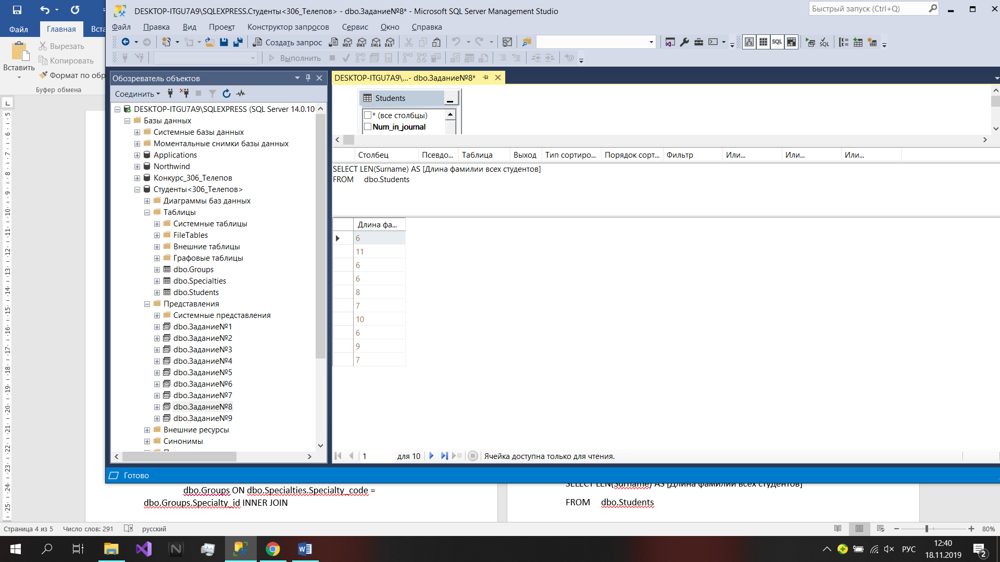 DESKTOP-ITGU7A9\SQLEXPRESS.Студенты<306_Телепов> - dbo.Задание№8* - Microsoft SQL Server Management Studio
Быстрый запуск (Ctrl+Q)
Файл Главная Вста
Файл Правка Вид Проект Конструктор запросов Сервис Окно Справка
Создать запрос MDX DMX XMLA DAX SQL SQL
Выполнить
Вставить
Вырезать
Копировать
Формат по обр
Буфер обмена
Обозреватель объектов
Соединить
DESKTOP-ITGU7A9\SQLEXPRESS (SQL Server 14.0.10
Базы данных
Системные базы данных
Моментальные снимки базы данных
Applications
Northwind
Конкурс_306_Телепов
Студенты<306_Телепов>
Диаграммы баз данных
Таблицы
Системные таблицы
FileTables
Внешние таблицы
Графовые таблицы
dbo.Groups
dbo.Specialties
dbo.Students
Представления
Системные представления
dbo.Задание№1
dbo.Задание№2
dbo.Задание№3
dbo.Задание№4
dbo.Задание№5
dbo.Задание№6
dbo.Задание№7
dbo.Задание№8
dbo.Задание№9
Внешние ресурсы
Синонимы
DESKTOP-ITGU7A9\...- dbo.Задание№8*
Students
* (все столбцы)
Num_in_journal
Столбец Псевдо... Таблица Выход Тип сортиро... Порядок сорт... Фильтр Или... Или... Или...
SELECT LEN(Surname) AS [Длина фамилии всех студентов]
FROM dbo.Students
Длина фа...
6
11
6
6
8
7
10
6
9
7
1 для 10 Ячейка доступна только для чтения.
Готово
dbo.Groups ON dbo.Specialties.Specialty_code =
dbo.Groups.Specialty_id INNER JOIN
SELECT LEN(Surname) AS [Длина фамилии всех студентов]
FROM dbo.Students
Страница 4 из 5 Число слов: 291 русский 80%
РУС 12:40
18.11.2019
2